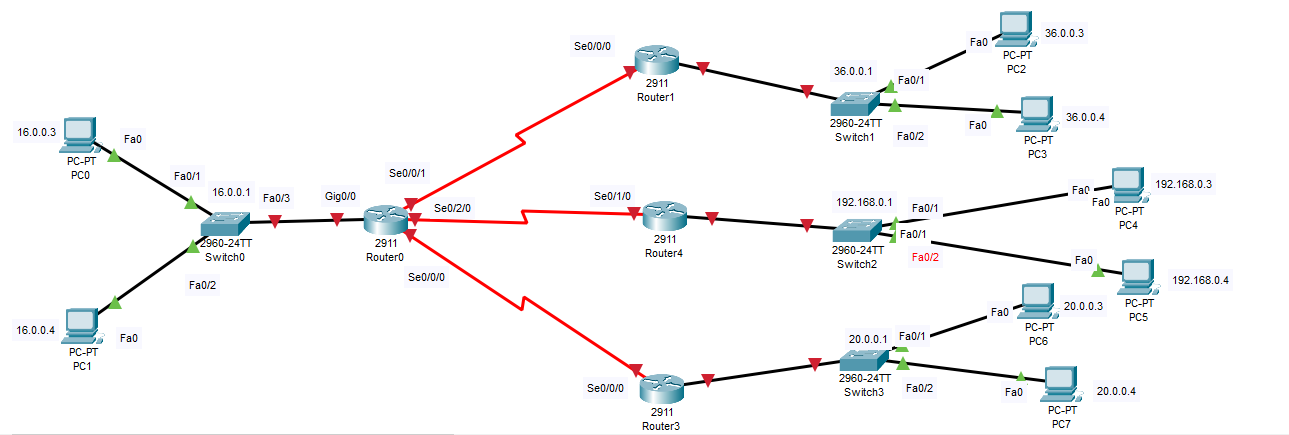 16.0.0.3
Fa0
PC-PT
PC0
Fa0/1
16.0.0.1
Fa0/3
2960-24TT
Switch0
Fa0/2
16.0.0.4
Fa0
PC-PT
PC1
Gig0/0
Se0/0/1
Se0/2/0
2911
Router0
Se0/0/0
Se0/0/0
2911
Router1
36.0.0.1
Fa0/1
2960-24TT
Switch1
Fa0/2
Fa0
36.0.0.3
PC-PT
PC2
Fa0
36.0.0.4
PC-PT
PC3
Se0/1/0
2911
Router4
192.168.0.1
Fa0/1
Fa0/1
2960-24TT
Switch2
Fa0/2
Fa0
Fa0
192.168.0.3
PC-PT
PC4
Fa0
192.168.0.4
PC-PT
PC5
Se0/0/0
2911
Router3
20.0.0.1
Fa0/1
2960-24TT
Switch3
Fa0/2
Fa0
20.0.0.3
PC-PT
PC6
Fa0
20.0.0.4
PC-PT
PC7